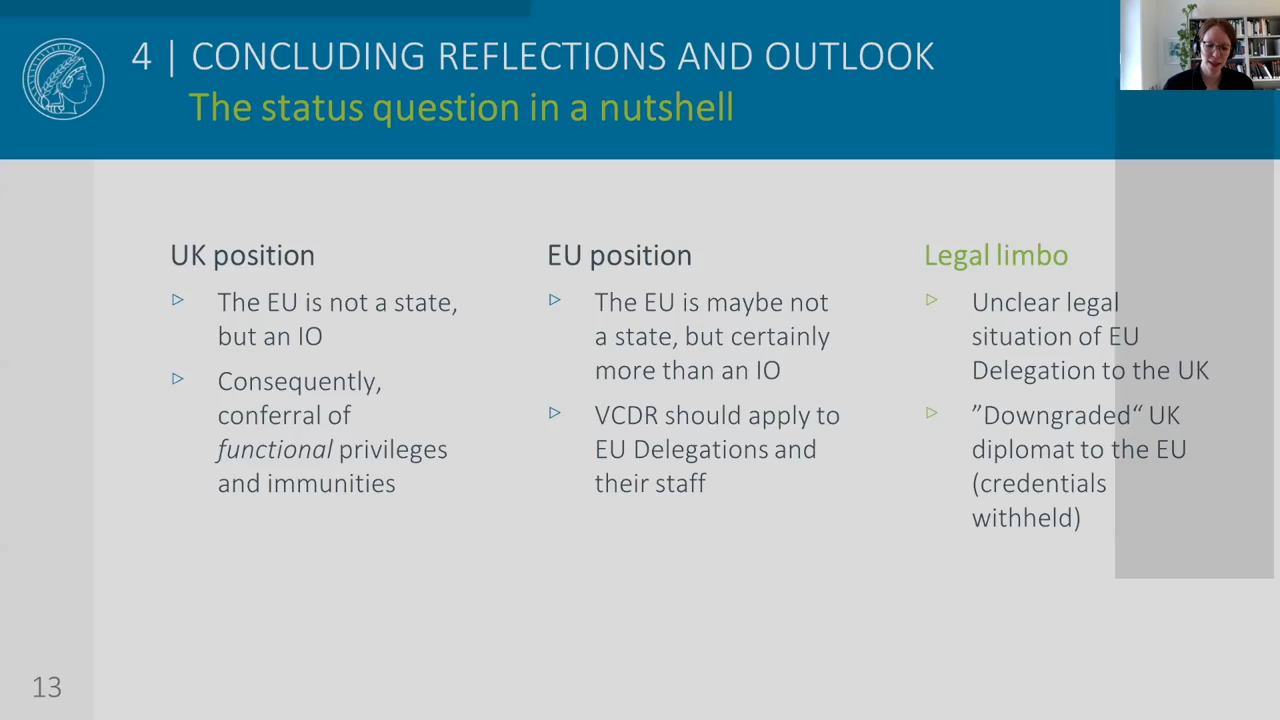 4 | CONCLUDING REFLECTIONS AND OUTLOOK
The status question in a nutshell
UK position
▷ The EU is not a state,
but an IO
▷ Consequently,
conferral of
functional privileges
and immunities
EU position
▷ The EU is maybe not
a state, but certainly
more than an IO
▷ VCDR should apply to
EU Delegations and
their staff
Legal limbo
▷ Unclear legal
situation of EU
Delegation to the UK
▷ ”Downgraded“ UK
diplomat to the EU
(credentials
withheld)
13